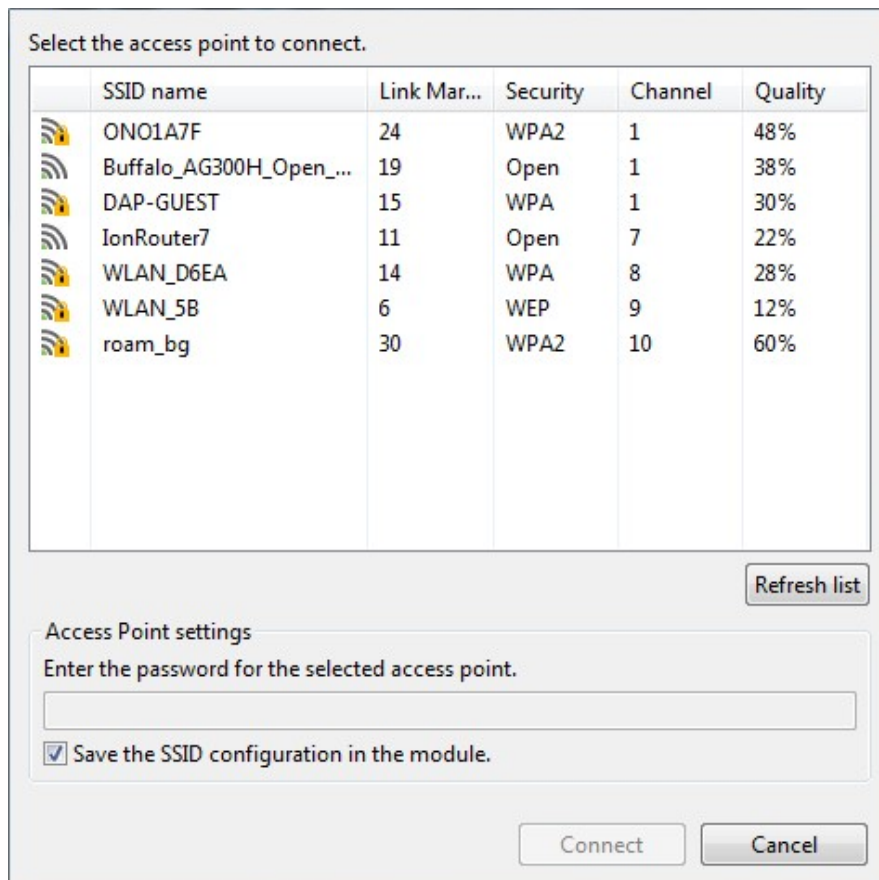 Select the access point to connect.
SSID name Link Mar... Security Channel Quality
ONO1A7F 24 WPA2 1 48%
Buffalo_AG300H_Open_... 19 Open 1 38%
DAP-GUEST 15 WPA 1 30%
IonRouter7 11 Open 7 22%
WLAN_D6EA 14 WPA 8 28%
WLAN_5B 6 WEP 9 12%
roam_bg 30 WPA2 10 60%
Refresh list
Access Point settings
Enter the password for the selected access point.
Save the SSID configuration in the module.
Connect Cancel